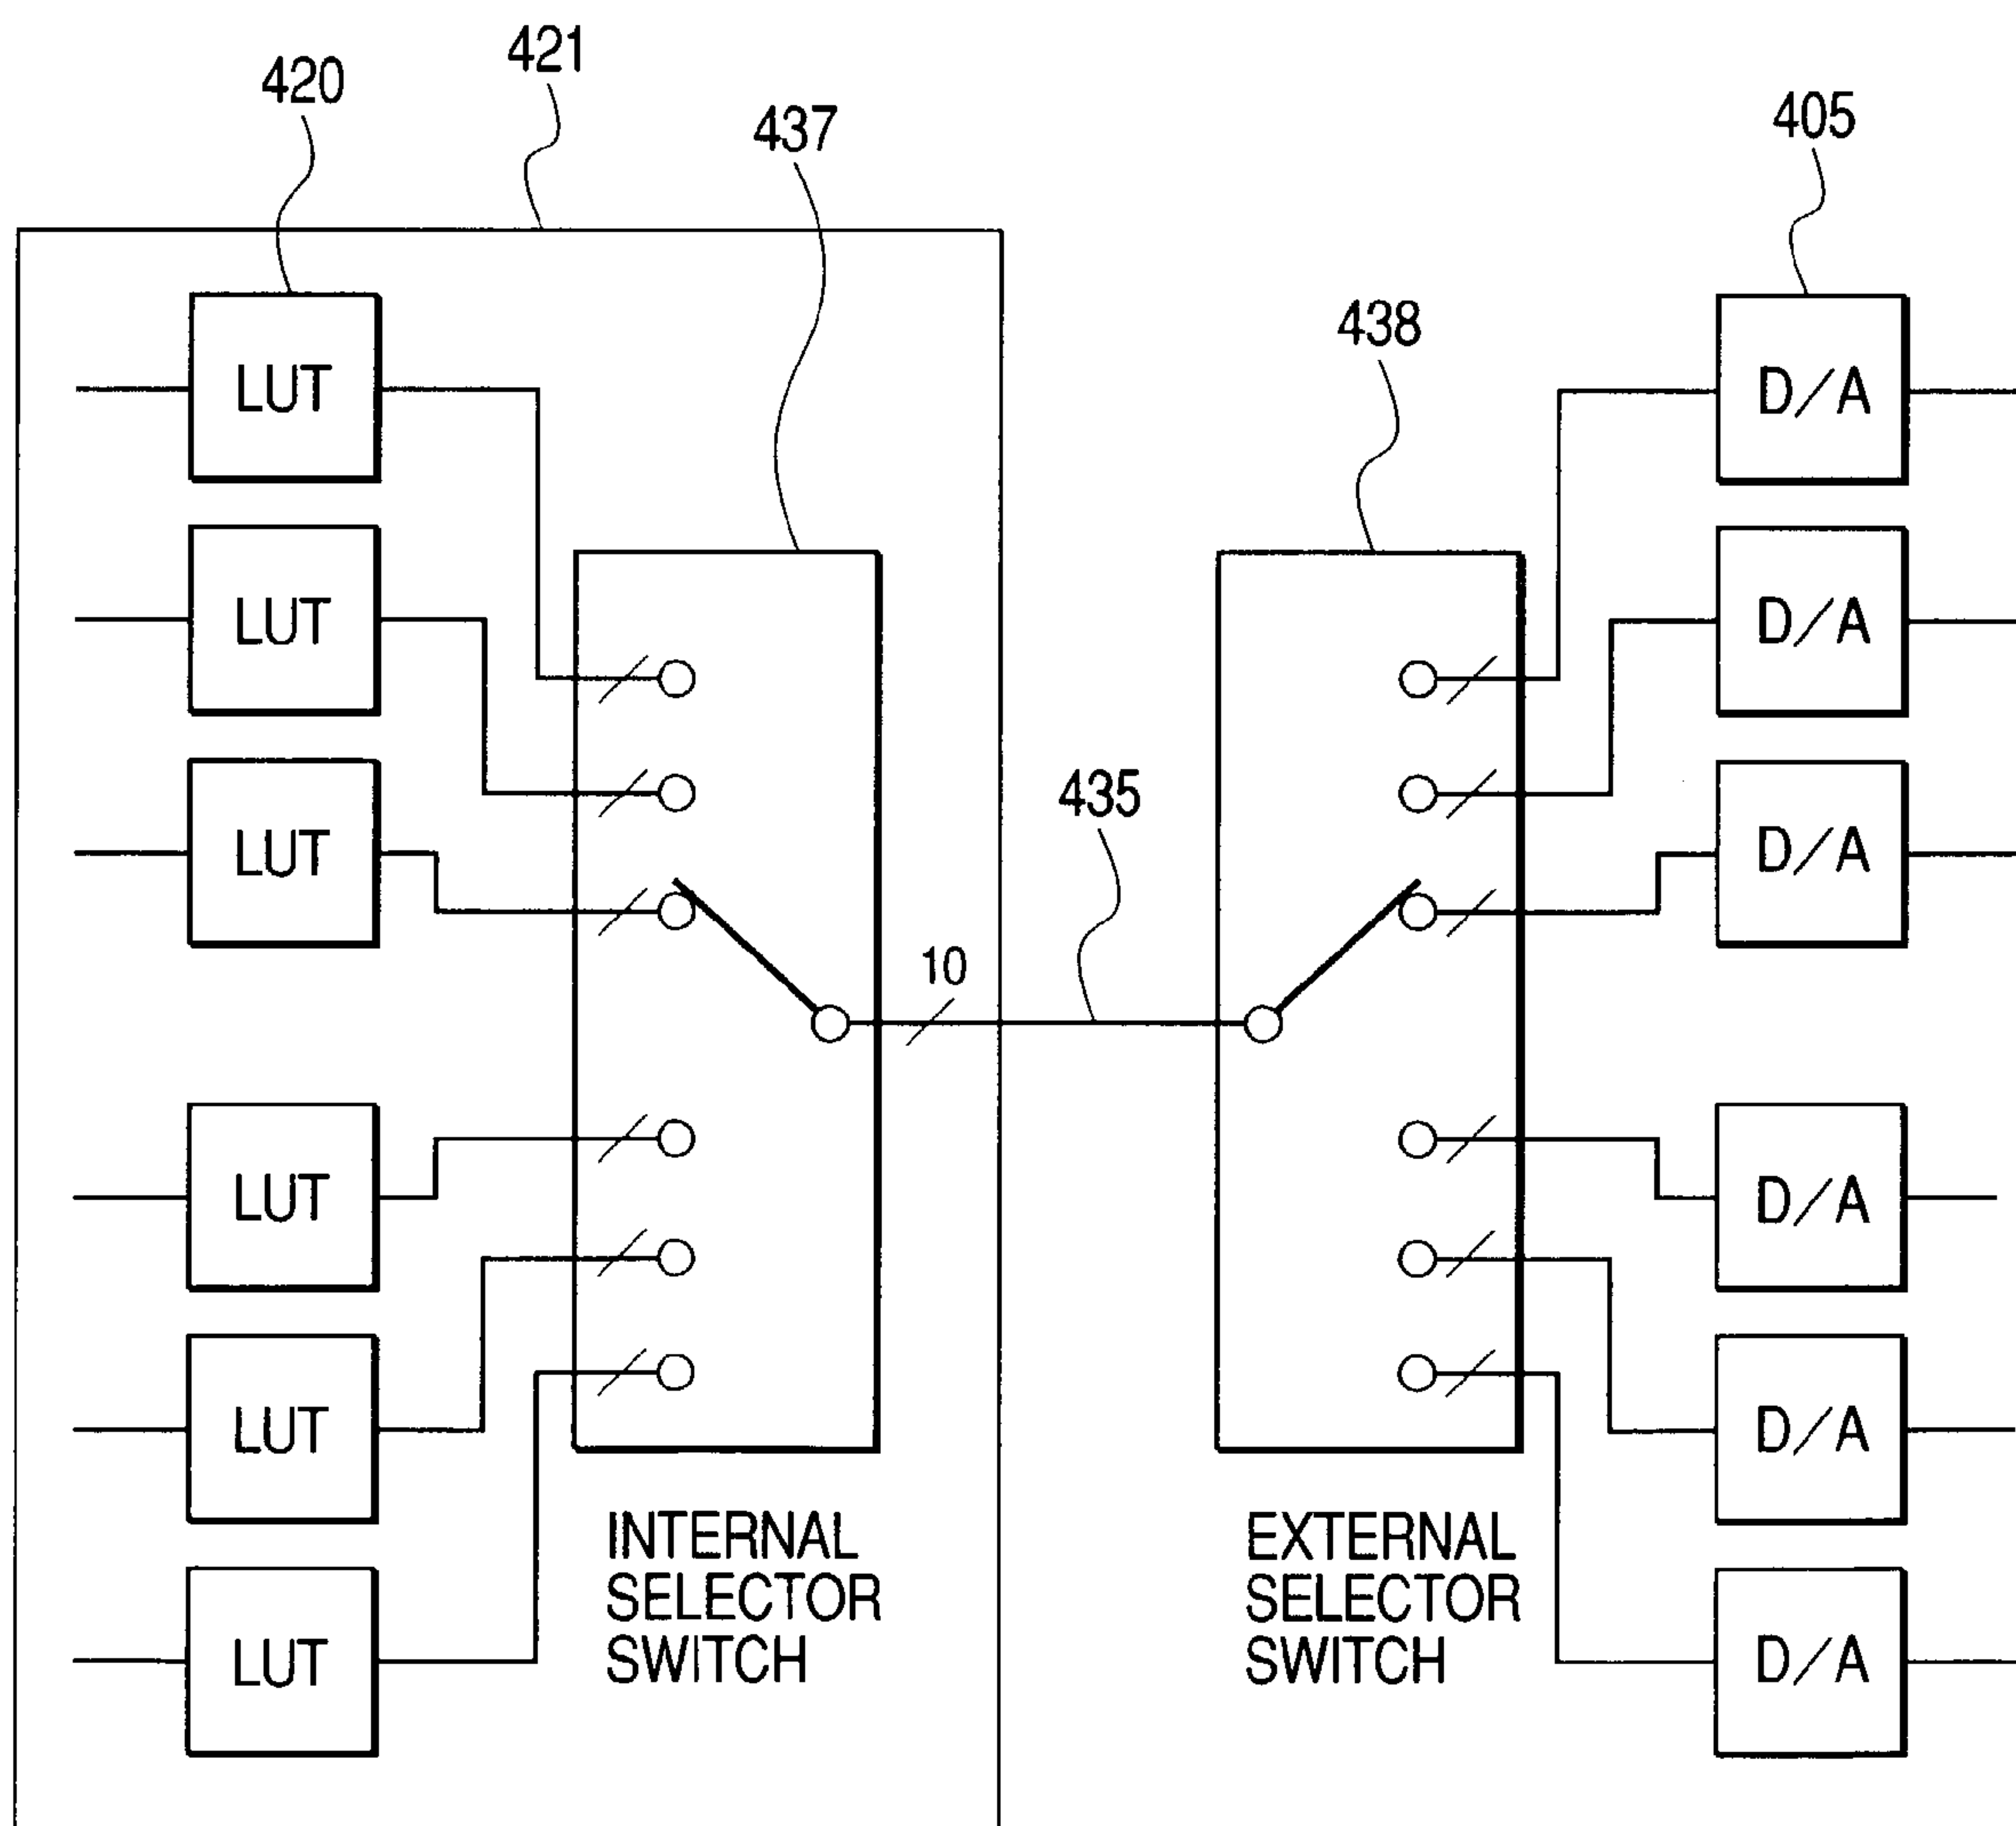 421
420
437
405
438
LUT
D/A
LUT
D/A
435
LUT
D/A
10
LUT
D/A
LUT
D/A
INTERNAL
SELECTOR
SWITCH
EXTERNAL
SELECTOR
SWITCH
LUT
D/A